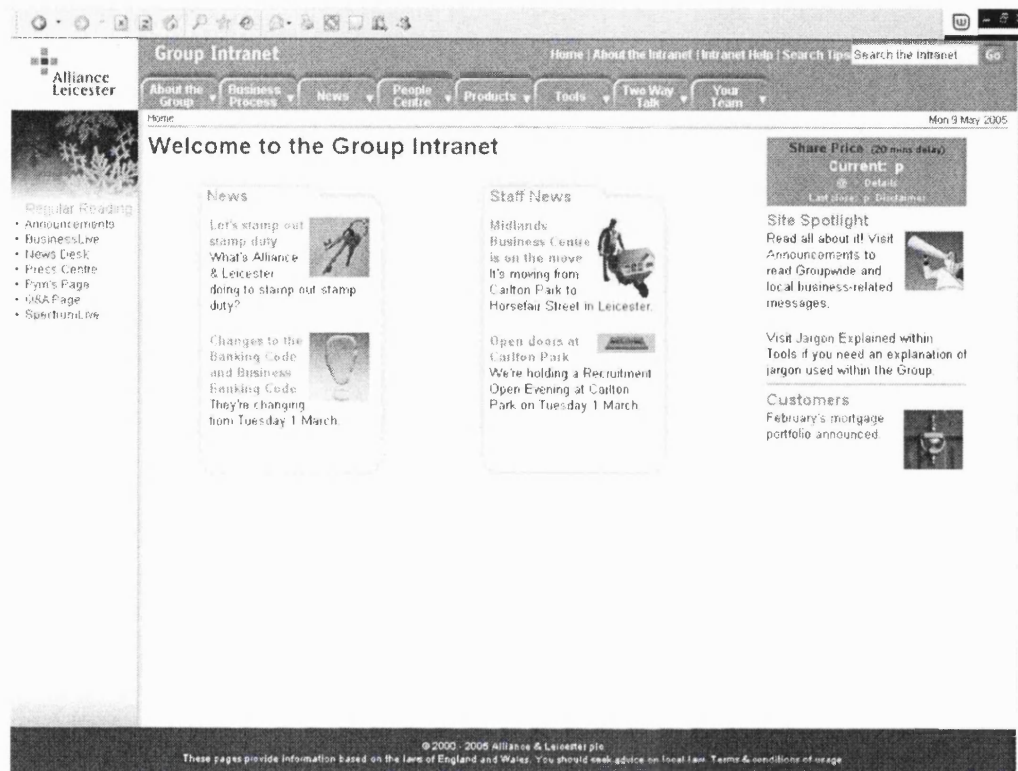 Alliance
Leicester
Group Intranet
Home | About the Intranet | Intranet Help | Search Tips
Search the Intranet
Go
About the
Group
Business
Process
News
People
Centre
Products
Tools
Two Way
Talk
Your
Team
Home
Mon 9 May 2005
Welcome to the Group Intranet
Regular Reading
• Announcements
• BusinessLive
• News Desk
• Press Centre
• Pym's Page
• Q&A Page
• SpectrumLive
News
Let's stamp out
stamp duty
What's Alliance
& Leicester
doing to stamp out stamp
duty?
Changes to the
Banking Code
and Business
Banking Code
They're changing
from Tuesday 1 March.
Staff News
Midlands
Business Centre
is on the move
It's moving from
Carlton Park to
Horsefair Street in Leicester.
Open doors at
Carlton Park
We're holding a Recruitment
Open Evening at Carlton
Park on Tuesday 1 March.
Share Price (20 mins delay)
Current: p
Details
Last close: p Disclaimer
Site Spotlight
Read all about it! Visit
Announcements to
read Groupwide and
local business-related
messages.
Visit Jargon Explained within
Tools if you need an explanation of
jargon used within the Group.
Customers
February's mortgage
portfolio announced.
© 2000 - 2005 Alliance & Leicester plc
These pages provide information based on the laws of England and Wales. You should seek advice on local law. Terms & conditions of usage